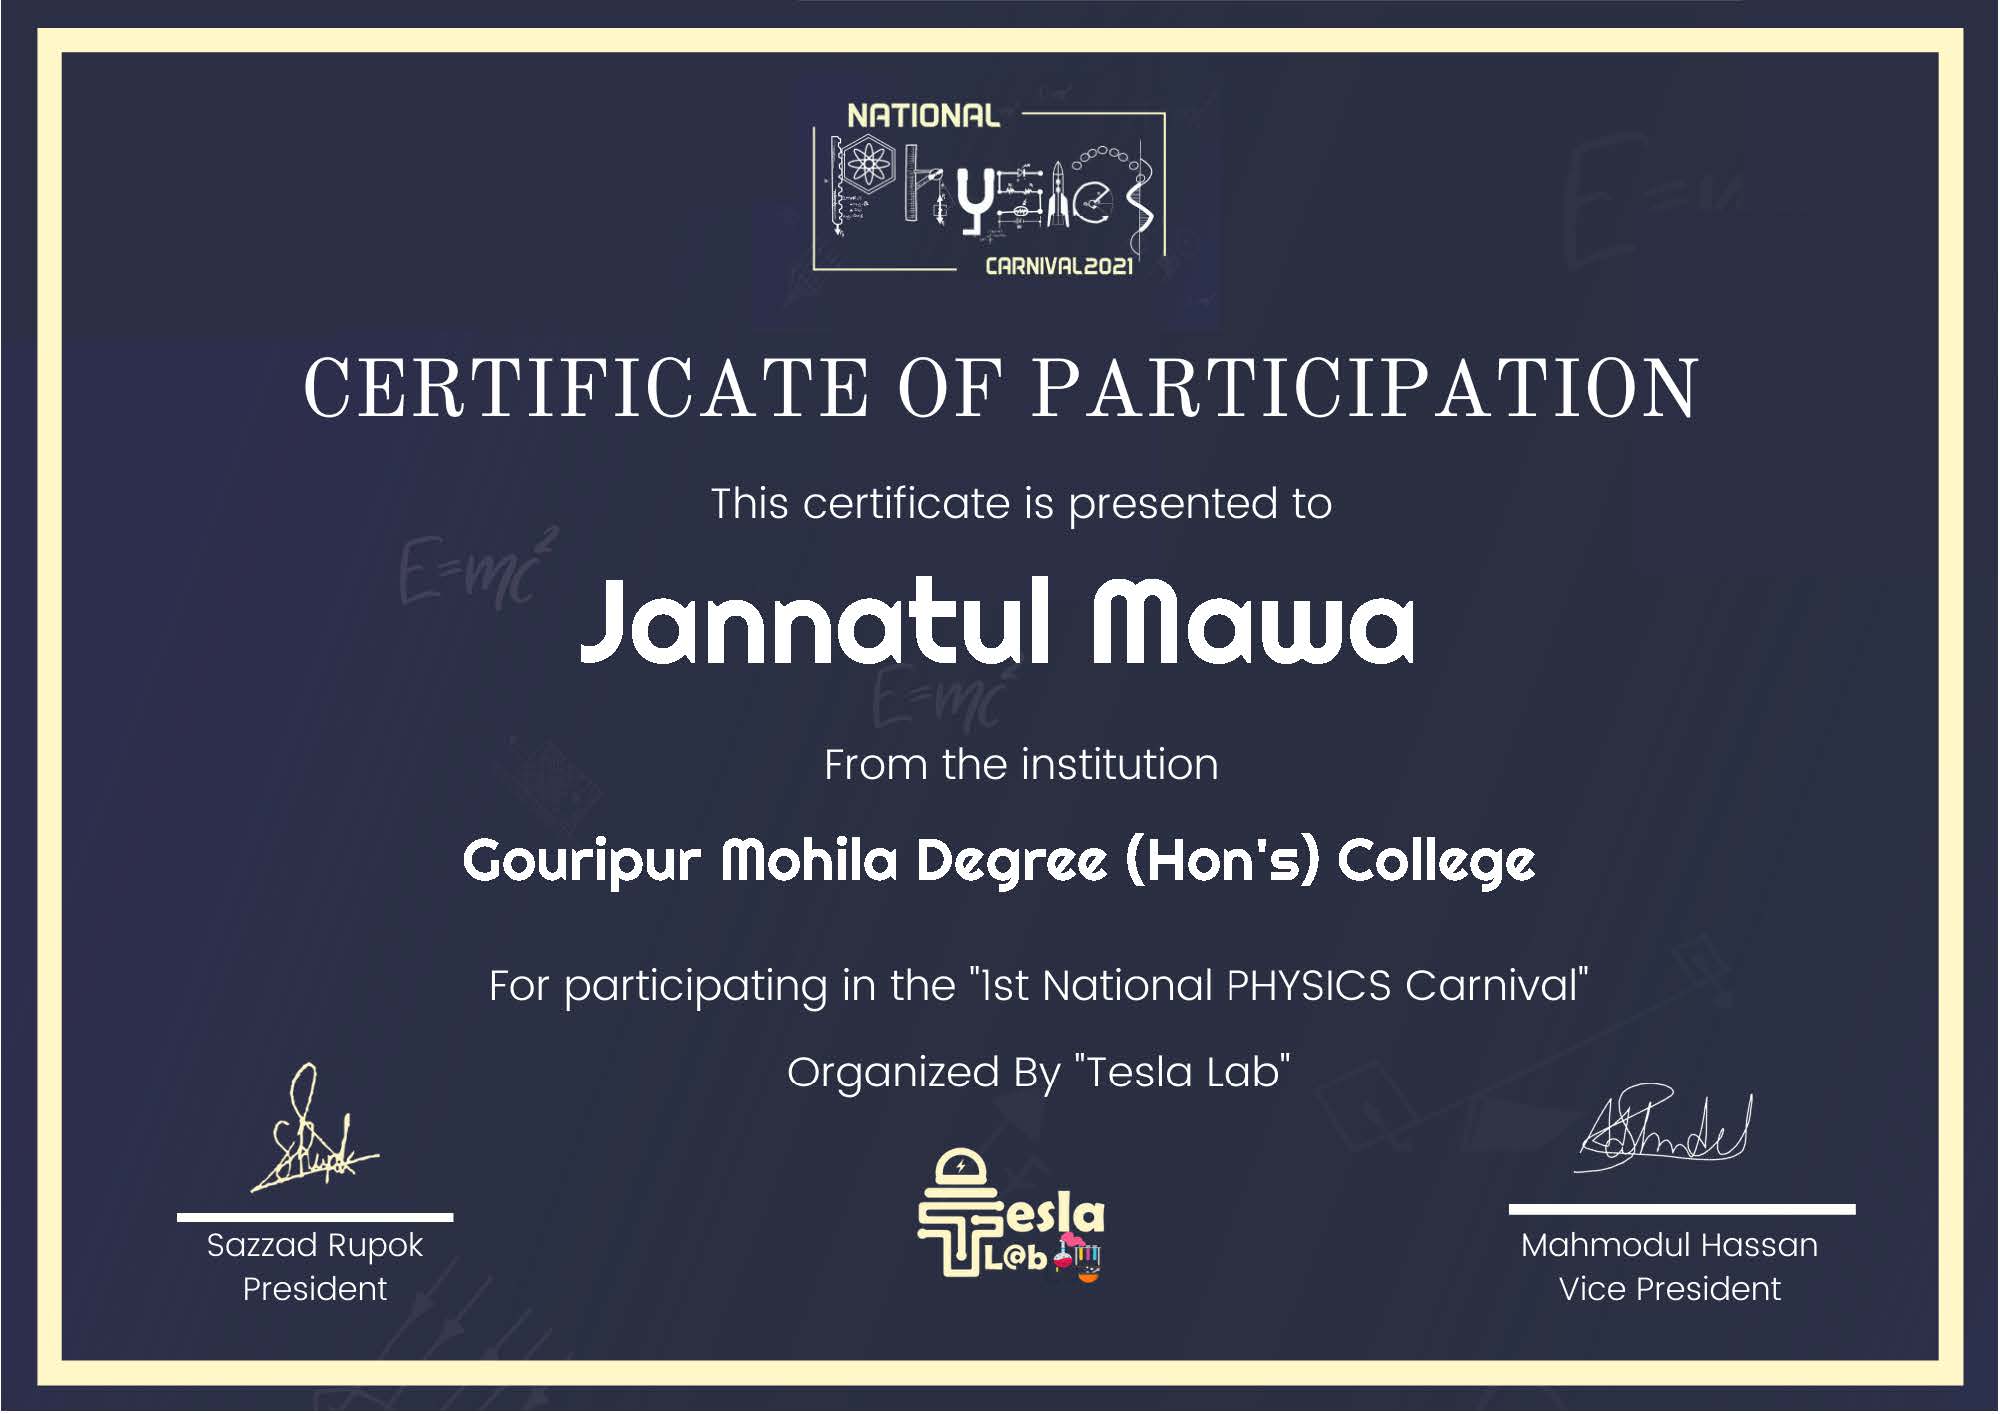 NATIONAL
Physics
CARNIVAL2021
CERTIFICATE OF PARTICIPATION
This certificate is presented to
E=mc²
Jannatul Mawa
E=mc²
From the institution
Gouripur Mohila Degree (Hon's) College
For participating in the "1st National PHYSICS Carnival"
Organized By "Tesla Lab"
Sazzad Rupok
President
Tesla
L@b
Mahmodul Hassan
Vice President